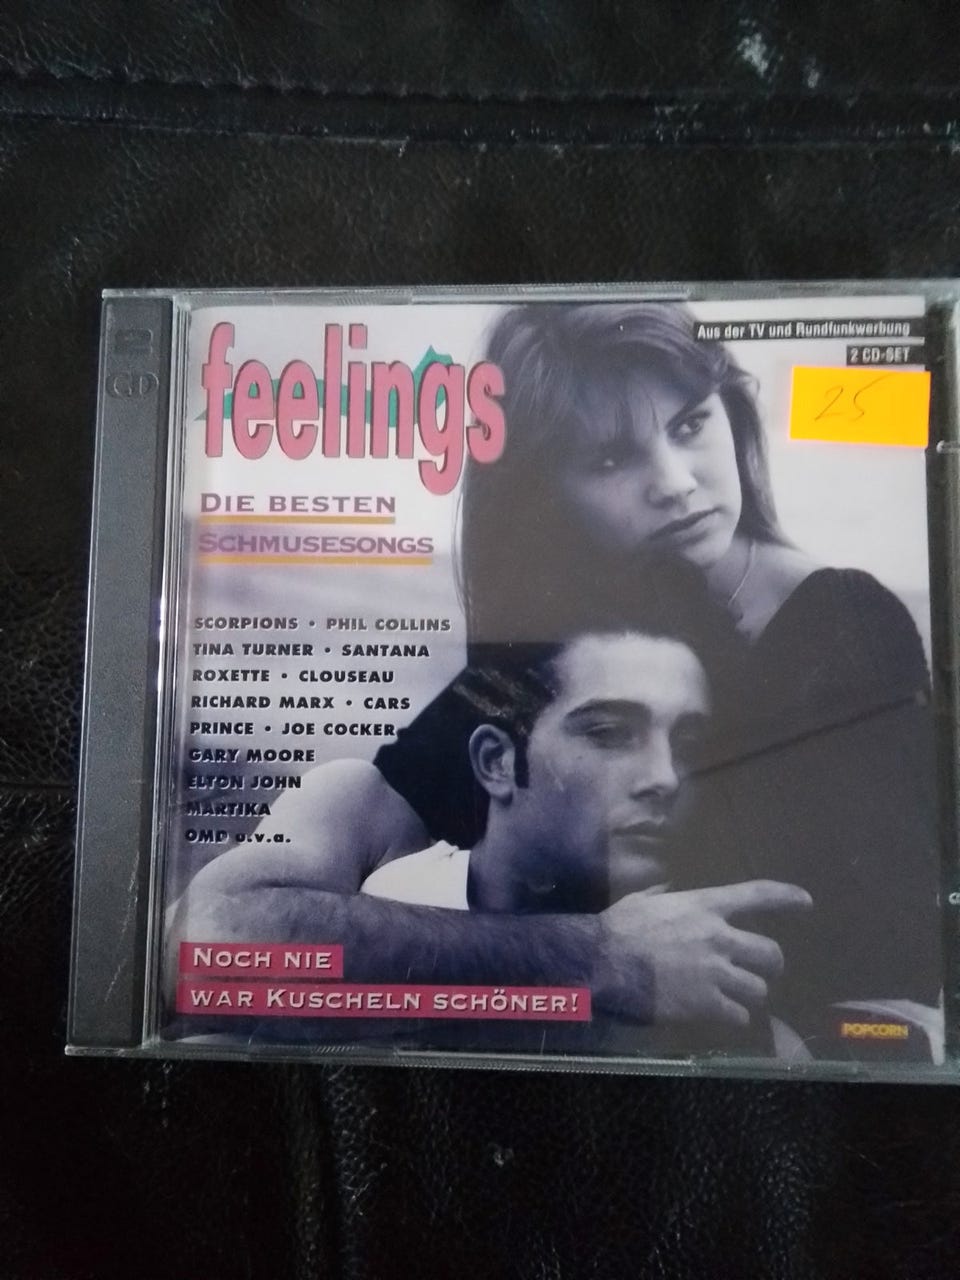 2
CD
feelings
Aus der TV und Rundfunkwerbung
2 CD-SET
25
DIE BESTEN
SCHMUSESONGS
SCORPIONS • PHIL COLLINS
TINA TURNER • SANTANA
ROXETTE • CLOUSEAU
RICHARD MARX • CARS
PRINCE • JOE COCKER
GARY MOORE
ELTON JOHN
MARTIKA
OMD u.v.a.
NOCH NIE
WAR KUSCHELN SCHÖNER!
POPCORN